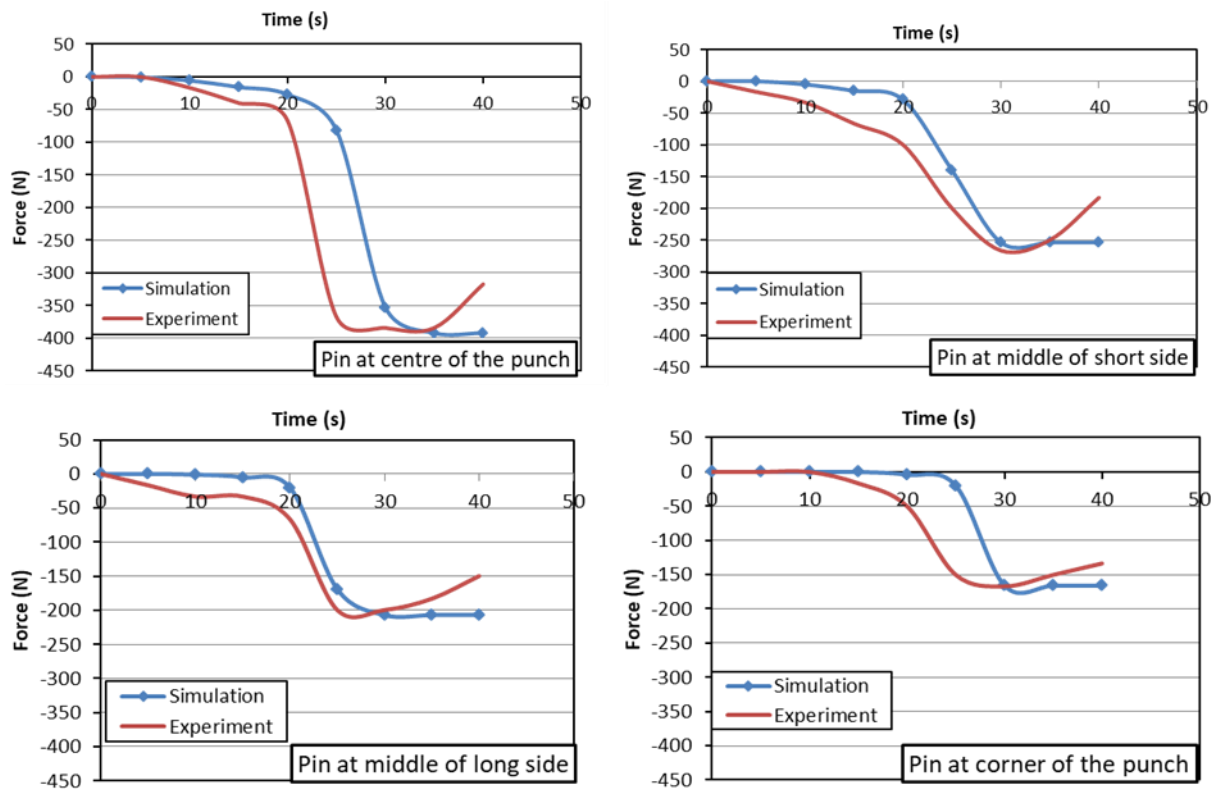 Time (s)
50
0
-50
-100
-150
-200
-250
-300
-350
-400
-450
0 10 20 30 40 50
Force (N)
Simulation
Experiment
Pin at centre of the punch
Time (s)
50
0
-50
-100
-150
-200
-250
-300
-350
-400
-450
0 10 20 30 40 50
Force (N)
Simulation
Experiment
Pin at middle of short side
Time (s)
50
0
-50
-100
-150
-200
-250
-300
-350
-400
-450
0 10 20 30 40 50
Force (N)
Simulation
Experiment
Pin at middle of long side
Time (s)
50
0
-50
-100
-150
-200
-250
-300
-350
-400
-450
0 10 20 30 40 50
Force (N)
Simulation
Experiment
Pin at corner of the punch